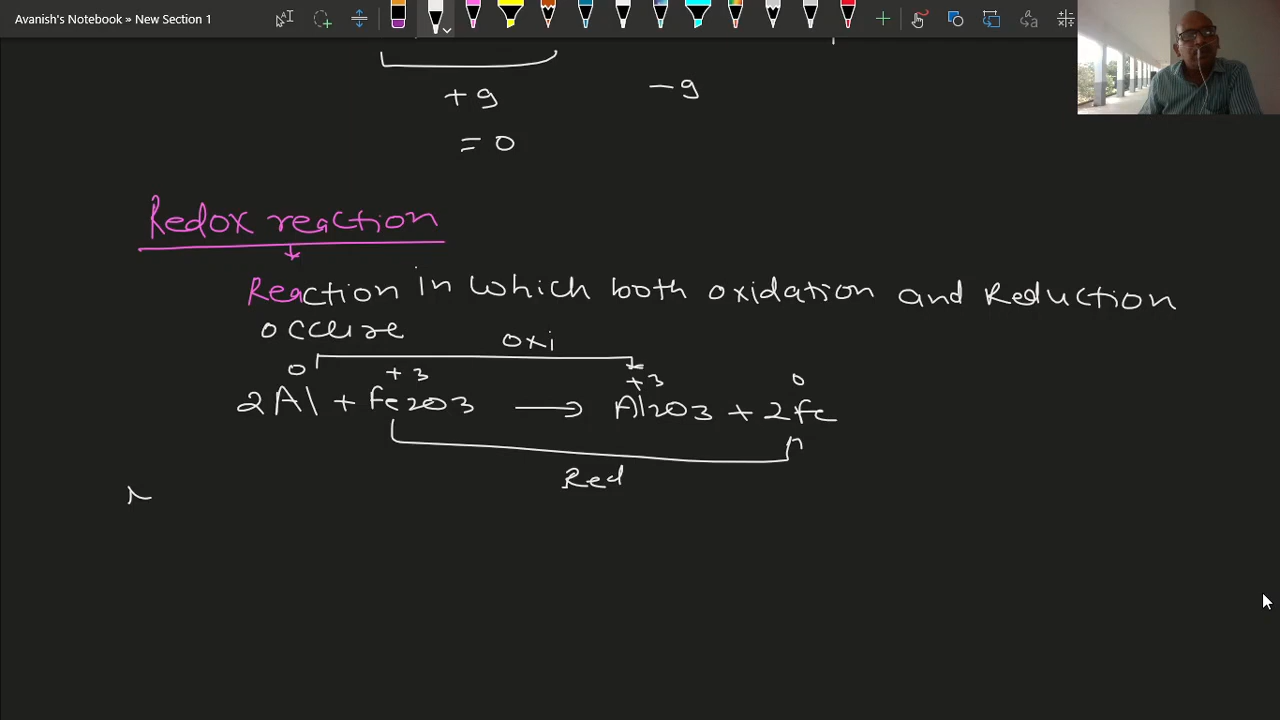 Avanish's Notebook » New Section 1
+9 -9
= 0
Redox reaction
Reaction in which both oxidation and Reduction
occure
oxi
0 +3 +3 0
2Al + Fe2O3 → Al2O3 + 2Fe
Red